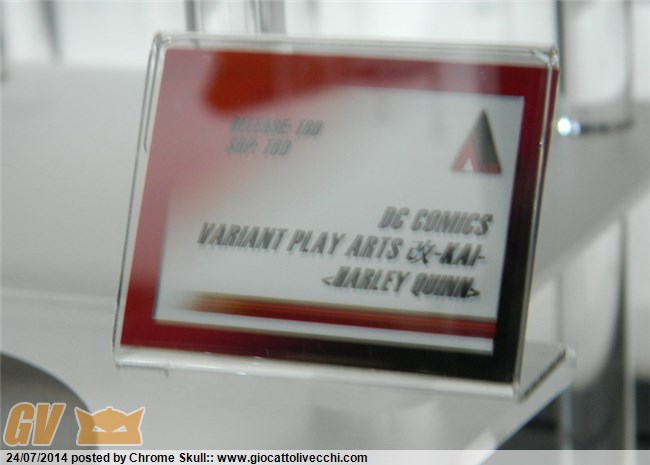 RELEASE: TBD
SRP: TBD
DC COMICS
VARIANT PLAY ARTS 改-KAI-
<HARLEY QUINN>
GV
24/07/2014 posted by Chrome Skull:: www.giocattolivecchi.com